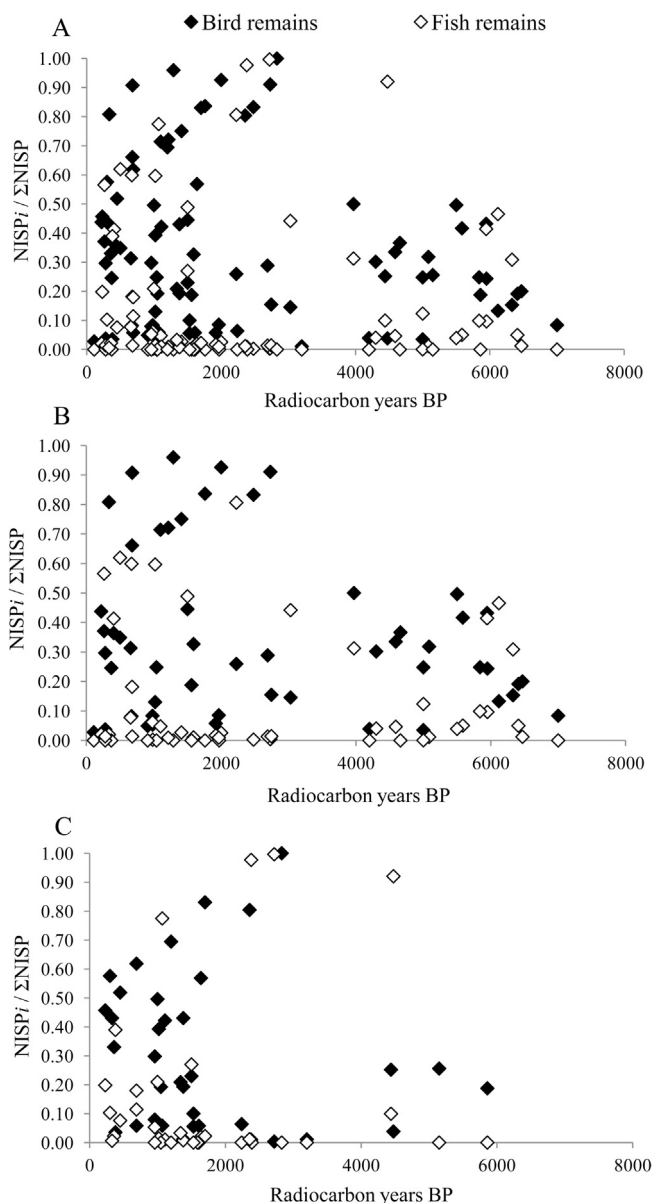 A ◆ Bird remains ◇ Fish remains
NISPi / ΣNISP
1.00
0.90
0.80
0.70
0.60
0.50
0.40
0.30
0.20
0.10
0.00
0 2000 4000 6000 8000
Radiocarbon years BP
B
NISPi / ΣNISP
1.00
0.90
0.80
0.70
0.60
0.50
0.40
0.30
0.20
0.10
0.00
0 2000 4000 6000 8000
Radiocarbon years BP
C
NISPi / ΣNISP
1.00
0.90
0.80
0.70
0.60
0.50
0.40
0.30
0.20
0.10
0.00
0 2000 4000 6000 8000
Radiocarbon years BP